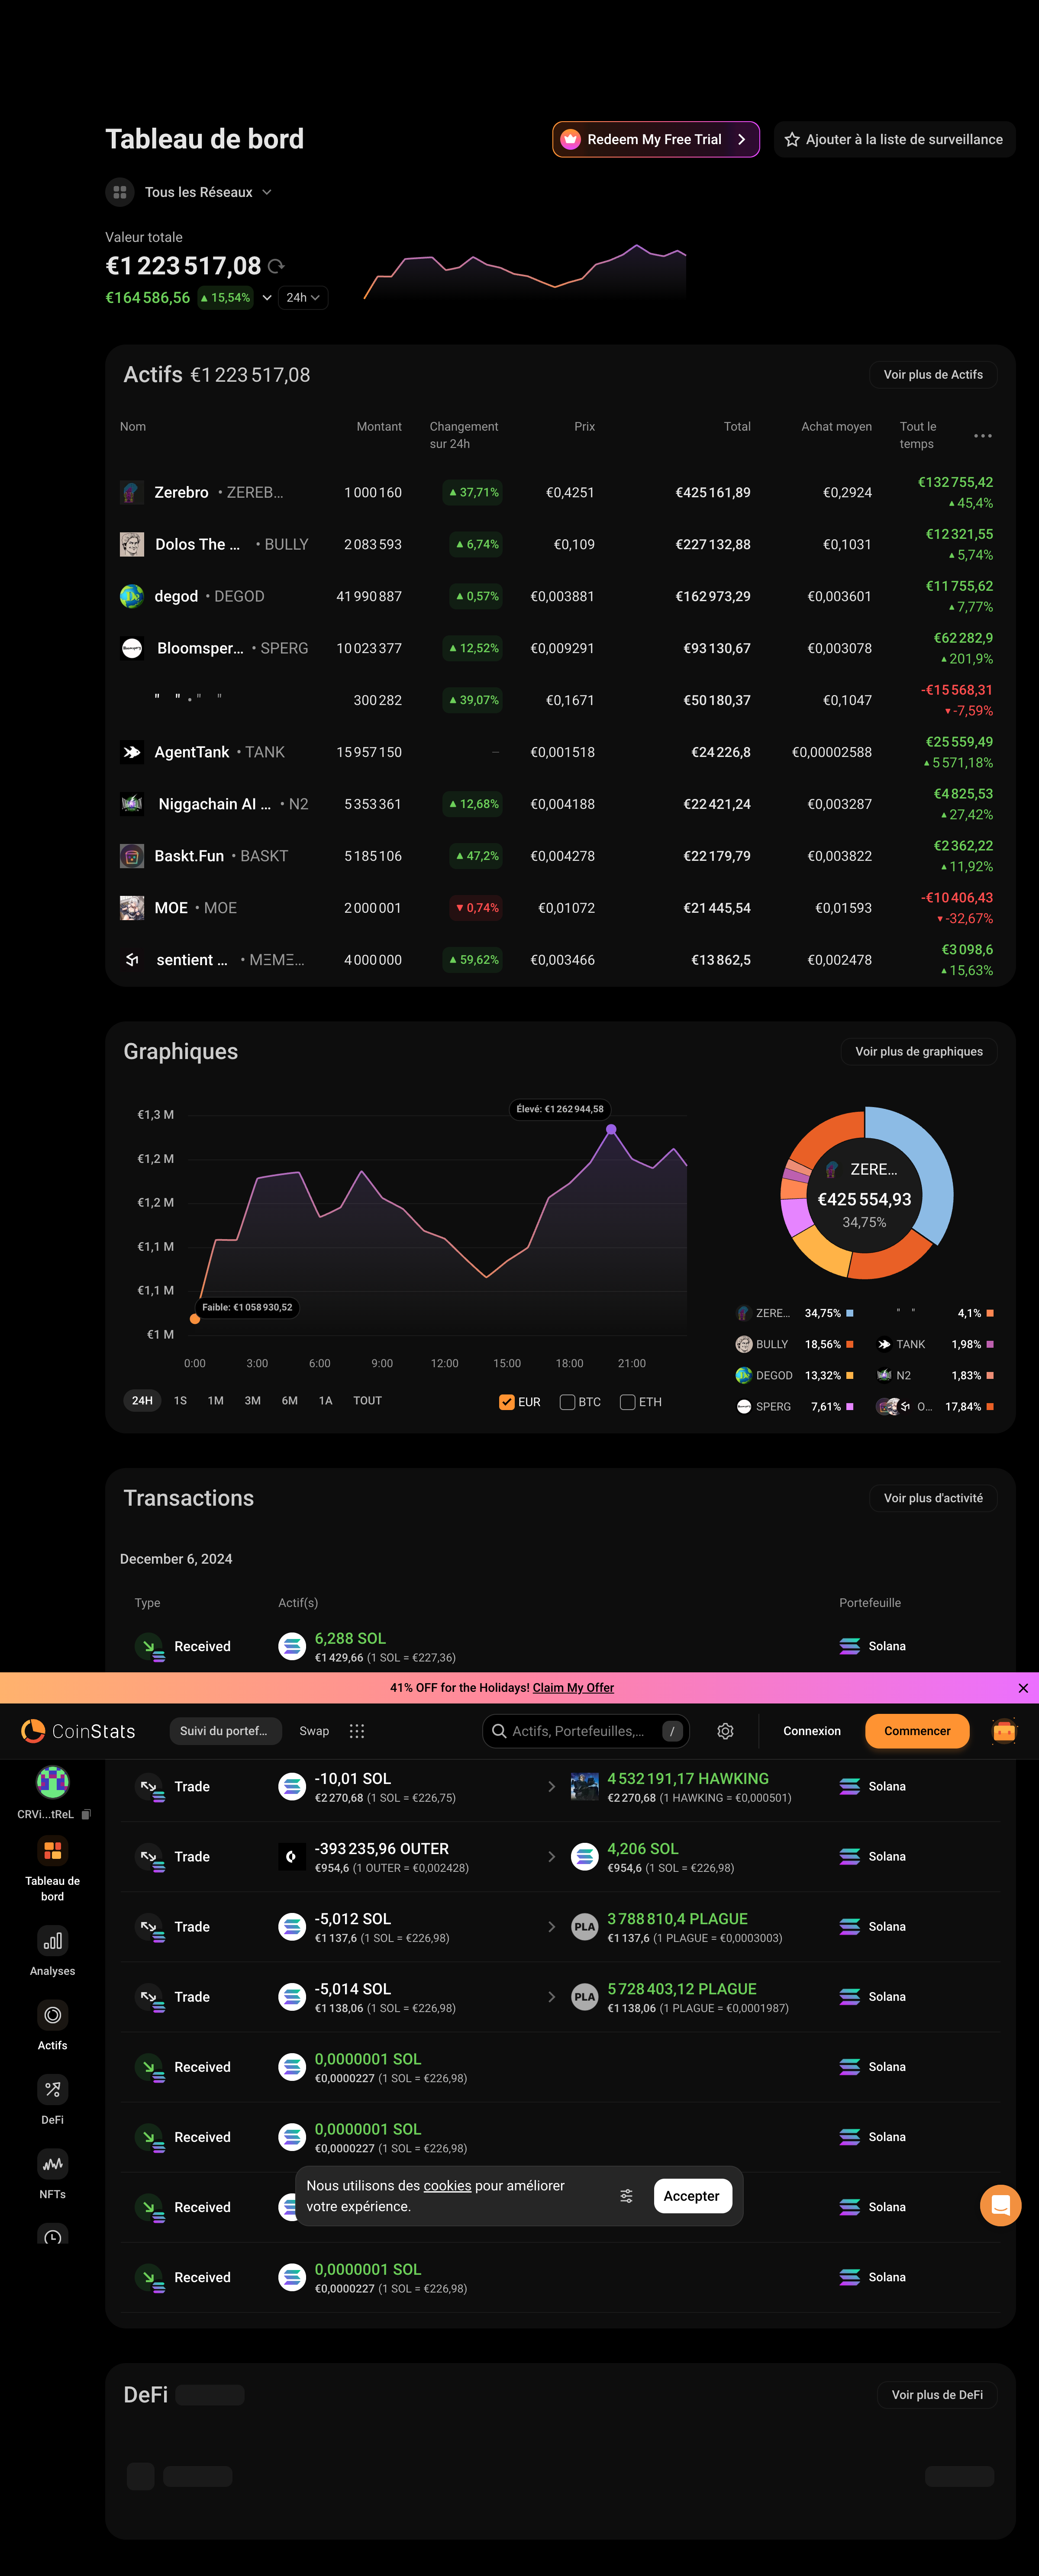 Tableau de bord
Redeem My Free Trial
Ajouter à la liste de surveillance
Tous les Réseaux
Valeur totale
€1 223 517,08
€164 586,56 15,54% 24h
Actifs €1 223 517,08
Voir plus de Actifs
Nom Montant Changement sur 24h Prix Total Achat moyen Tout le temps
Zerebro • ZEREB... 1 000 160 37,71% €0,4251 €425 161,89 €0,2924 €132 755,42
45,4%
Dolos The ... • BULLY 2 083 593 6,74% €0,109 €227 132,88 €0,1031 €12 321,55
5,74%
degod • DEGOD 41 990 887 0,57% €0,003881 €162 973,29 €0,003601 €11 755,62
7,77%
Bloomsper... • SPERG 10 023 377 12,52% €0,009291 €93 130,67 €0,003078 €62 282,9
201,9%
" " • " " 300 282 39,07% €0,1671 €50 180,37 €0,1047 -€15 568,31
-7,59%
AgentTank • TANK 15 957 150 – €0,001518 €24 226,8 €0,00002588 €25 559,49
5 571,18%
Niggachain AI ... • N2 5 353 361 12,68% €0,004188 €22 421,24 €0,003287 €4 825,53
27,42%
Baskt.Fun • BASKT 5 185 106 47,2% €0,004278 €22 179,79 €0,003822 €2 362,22
11,92%
MOE • MOE 2 000 001 0,74% €0,01072 €21 445,54 €0,01593 -€10 406,43
-32,67%
sentient ... • MΞMΞ... 4 000 000 59,62% €0,003466 €13 862,5 €0,002478 €3 098,6
15,63%
Graphiques
Voir plus de graphiques
€1,3 M
€1,2 M
€1,2 M
€1,1 M
€1,1 M
€1 M
Élevé: €1 262 944,58
Faible: €1 058 930,52
0:00 3:00 6:00 9:00 12:00 15:00 18:00 21:00
24H 1S 1M 3M 6M 1A TOUT
EUR BTC ETH
ZERE...
€425 554,93
34,75%
ZERE... 34,75% " " 4,1%
BULLY 18,56% TANK 1,98%
DEGOD 13,32% N2 1,83%
SPERG 7,61% O... 17,84%
Transactions
Voir plus d'activité
December 6, 2024
Type Actif(s) Portefeuille
Received 6,288 SOL Solana
€1 429,66 (1 SOL = €227,36)
41% OFF for the Holidays! Claim My Offer
CoinStats
Suivi du portef...
Swap
Actifs, Portefeuilles,... /
Connexion
Commencer
CRVi...tReL
Tableau de bord
Analyses
Actifs
DeFi
NFTs
Trade -10,01 SOL 4 532 191,17 HAWKING Solana
€2 270,68 (1 SOL = €226,75) €2 270,68 (1 HAWKING = €0,000501)
Trade -393 235,96 OUTER 4,206 SOL Solana
€954,6 (1 OUTER = €0,002428) €954,6 (1 SOL = €226,98)
Trade -5,012 SOL PLA 3 788 810,4 PLAGUE Solana
€1 137,6 (1 SOL = €226,98) €1 137,6 (1 PLAGUE = €0,0003003)
Trade -5,014 SOL PLA 5 728 403,12 PLAGUE Solana
€1 138,06 (1 SOL = €226,98) €1 138,06 (1 PLAGUE = €0,0001987)
Received 0,0000001 SOL Solana
€0,0000227 (1 SOL = €226,98)
Received 0,0000001 SOL Solana
€0,0000227 (1 SOL = €226,98)
Received Solana
Nous utilisons des cookies pour améliorer
votre expérience.
Accepter
Received 0,0000001 SOL Solana
€0,0000227 (1 SOL = €226,98)
DeFi
Voir plus de DeFi